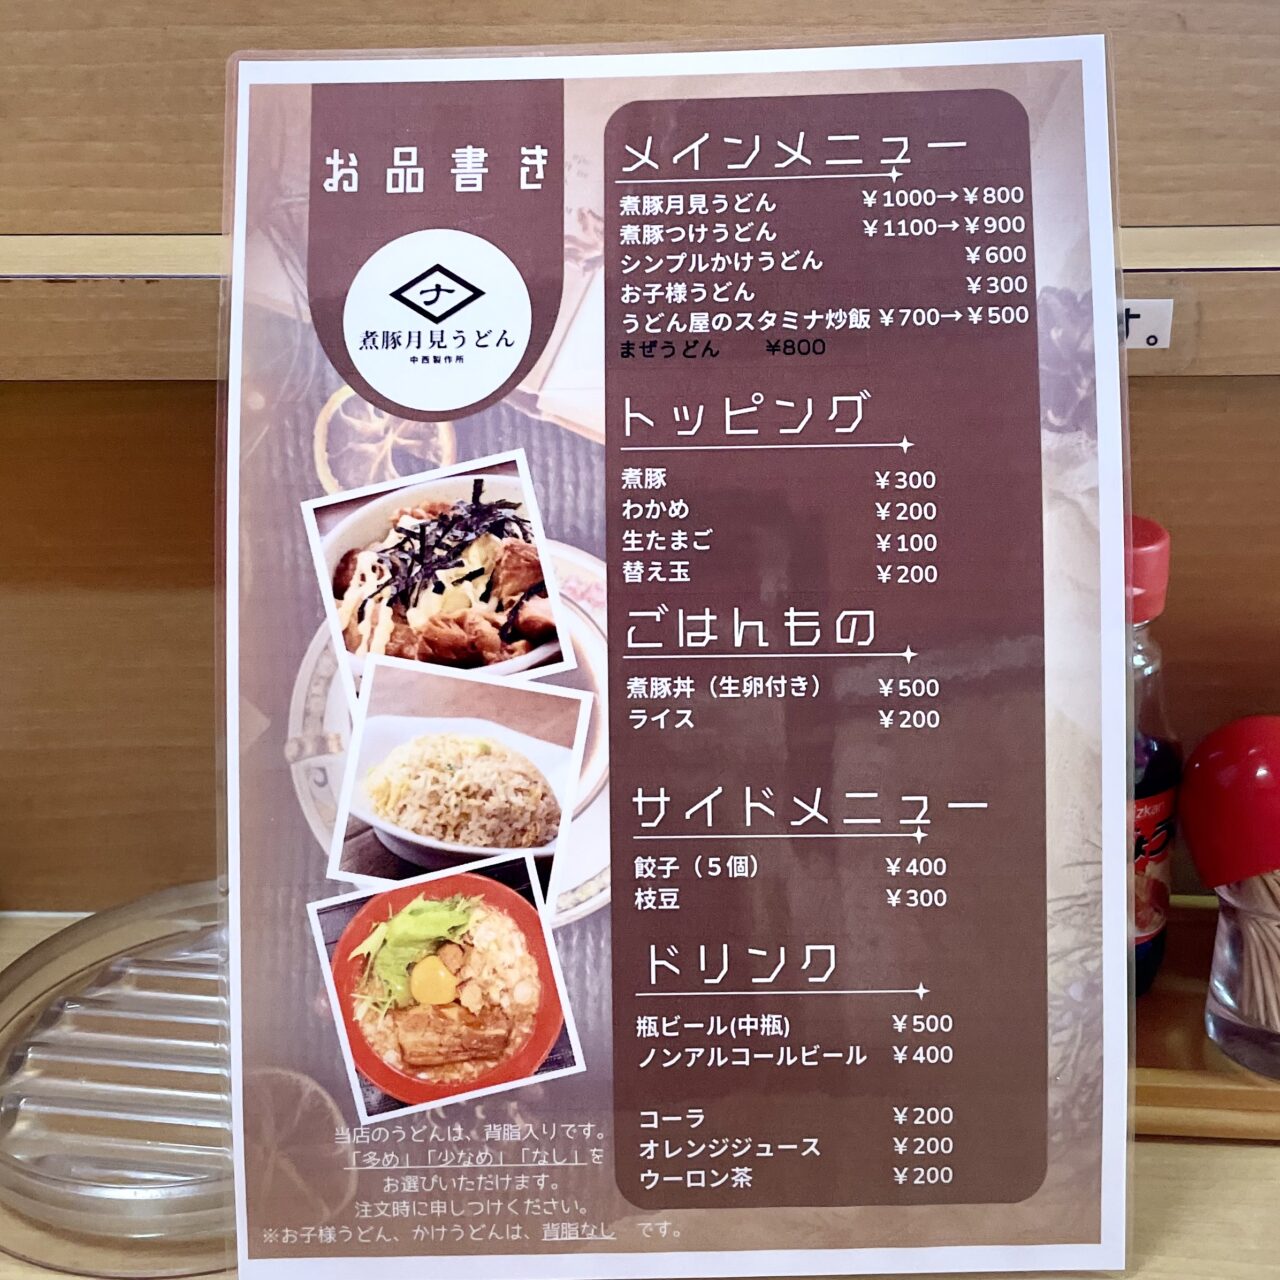 お品書き
ナ
煮豚月見うどん
中西製作所
メインメニュー
煮豚月見うどん ￥1000→￥800
煮豚つけうどん ￥1100→￥900
シンプルかけうどん ￥600
お子様うどん ￥300
うどん屋のスタミナ炒飯 ￥700→￥500
まぜうどん ¥800
トッピング
煮豚 ￥300
わかめ ￥200
生たまご ￥100
替え玉 ￥200
ごはんもの
煮豚丼（生卵付き） ￥500
ライス ￥200
サイドメニュー
餃子（５個） ￥400
枝豆 ￥300
ドリンク
瓶ビール(中瓶) ￥500
ノンアルコールビール ￥400
コーラ ￥200
オレンジジュース ￥200
ウーロン茶 ￥200
当店のうどんは、背脂入りです。
「多め」「少なめ」「なし」を
お選びいただけます。
注文時に申しつけください。
※お子様うどん、かけうどんは、背脂なし です。
す。
izkan